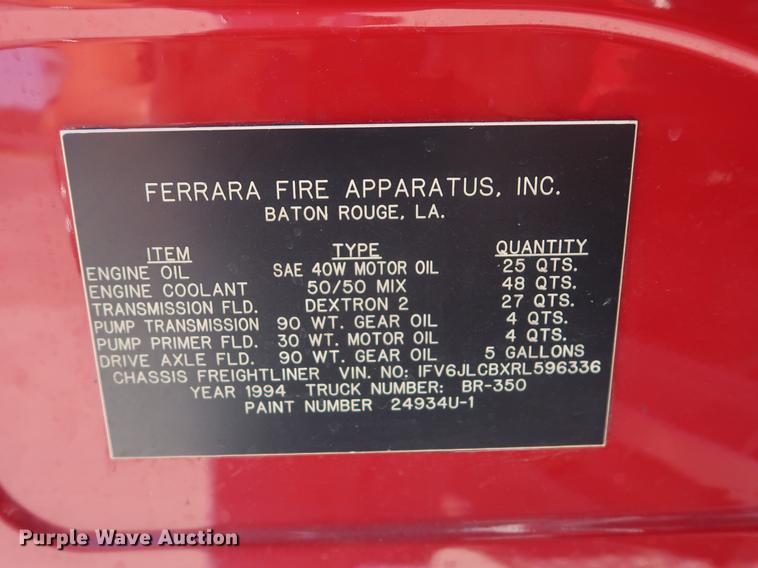 FERRARA FIRE APPARATUS, INC.
BATON ROUGE, LA.
ITEM TYPE QUANTITY
ENGINE OIL SAE 40W MOTOR OIL 25 QTS.
ENGINE COOLANT 50/50 MIX 48 QTS.
TRANSMISSION FLD. DEXTRON 2 27 QTS.
PUMP TRANSMISSION 90 WT. GEAR OIL 4 QTS.
PUMP PRIMER FLD. 30 WT. MOTOR OIL 4 QTS.
DRIVE AXLE FLD. 90 WT. GEAR OIL 5 GALLONS
CHASSIS FREIGHTLINER VIN. NO: IFV6JLCBXRL596336
YEAR 1994 TRUCK NUMBER: BR-350
PAINT NUMBER 24934U-1
Purple Wave Auction